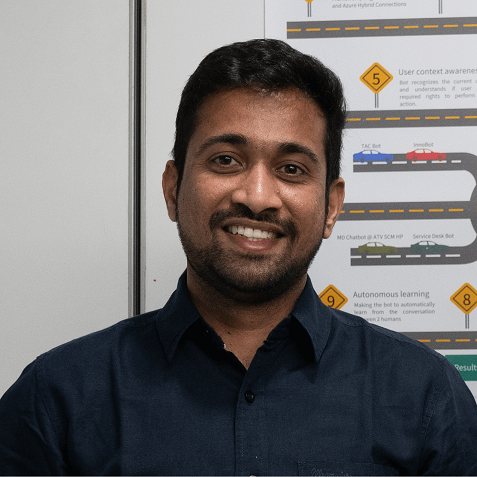 and Azure Hybrid Connections
5
User context awareness
Bot recognizes the current
and understands if user
required rights to perform
action.
TAC Bot
InnoBot
MD Chatbot @ ATV SCM HP
Service Desk Bot
9
8
Autonomous learning
Making the bot to automatically
learn from the conversation
2 humans
Results